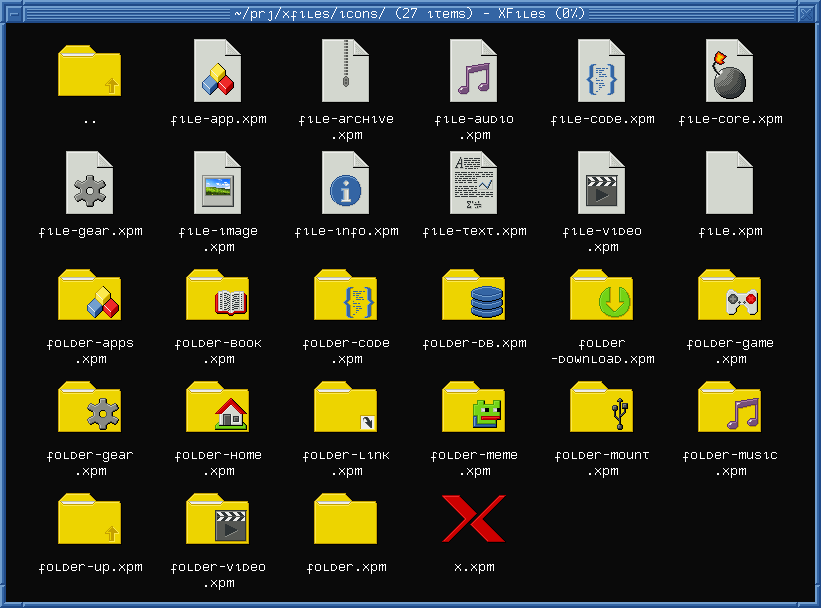 ~/prj/xfiles/icons/ (27 items) - XFiles (0%)
..
file-app.xpm
file-archive
.xpm
file-audio
.xpm
file-code.xpm
file-core.xpm
file-gear.xpm
file-image
.xpm
file-info.xpm
file-text.xpm
file-video
.xpm
file.xpm
folder-apps
.xpm
folder-book
.xpm
folder-code
.xpm
folder-db.xpm
folder
-download.xpm
folder-game
.xpm
folder-gear
.xpm
folder-home
.xpm
folder-link
.xpm
folder-meme
.xpm
folder-mount
.xpm
folder-music
.xpm
folder-up.xpm
folder-video
.xpm
folder.xpm
x.xpm